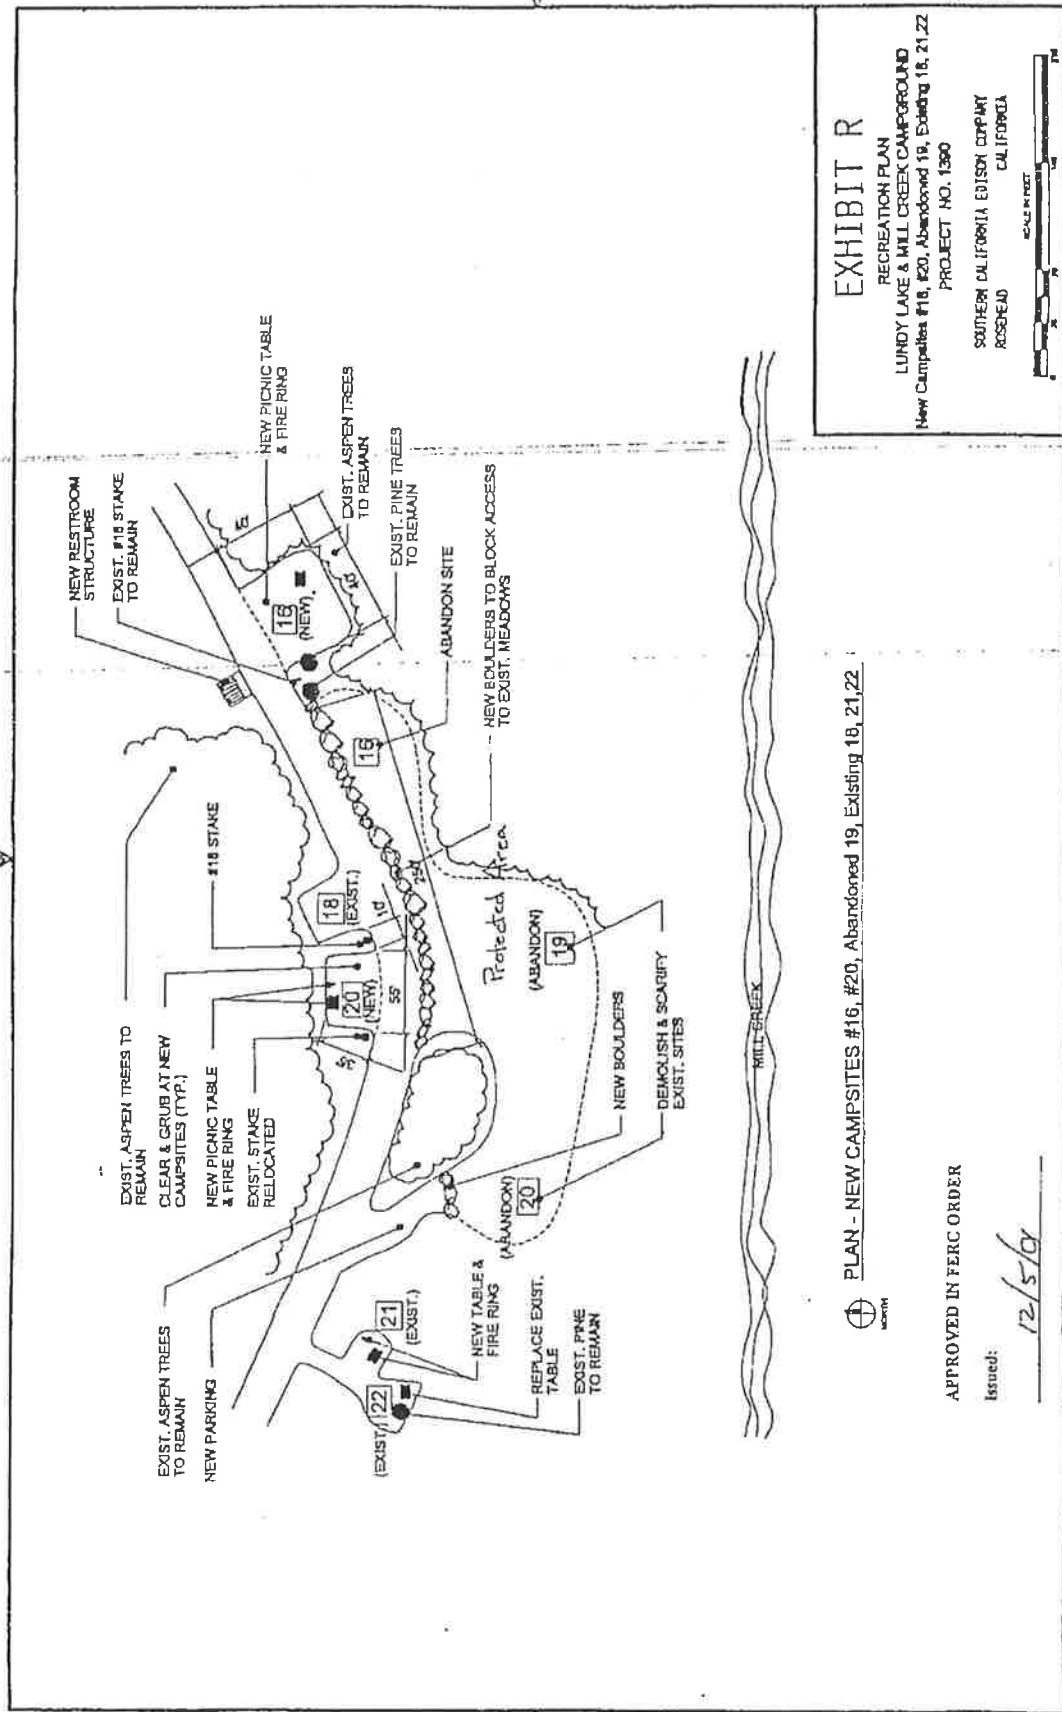 NEW RESTROOM
STRUCTURE
EXIST. #16 STAKE
TO REMAIN
NEW PICNIC TABLE
& FIRE RING
EXIST. ASPEN TREES
TO REMAIN
EXIST. PINE TREES
TO REMAIN
ABANDON SITE
NEW BOULDERS TO BLOCK ACCESS
TO EXIST. MEADOWS
16
(NEW)
16
#18 STAKE
18
(EXIST.)
EXIST. ASPEN TREES TO
REMAIN
CLEAR & GRUB AT NEW
CAMPSITES (TYP.)
NEW PICNIC TABLE
& FIRE RING
EXIST. STAKE
RELOCATED
20
(NEW)
55'
25'
Protected Area
(ABANDON)
19
NEW BOULDERS
DEMOLISH & SCARIFY
EXIST. SITES
(ABANDON)
20
EXIST. ASPEN TREES
TO REMAIN
NEW PARKING
21
(EXIST.)
22
(EXIST.)
NEW TABLE &
FIRE RING
REPLACE EXIST.
TABLE
EXIST. PINE
TO REMAIN
MILL CREEK
NORTH
PLAN - NEW CAMPSITES #16, #20, Abandoned 19, Existing 18, 21,22
APPROVED IN FERC ORDER
Issued:
EXHIBIT R
RECREATION PLAN
LUNDY LAKE & MILL CREEK CAMPGROUND
New Campsites #16, #20, Abandoned 19, Existing 18, 21,22
PROJECT NO. 1390
SOUTHERN CALIFORNIA EDISON COMPANY
ROSEMEAD CALIFORNIA
SCALE IN FEET